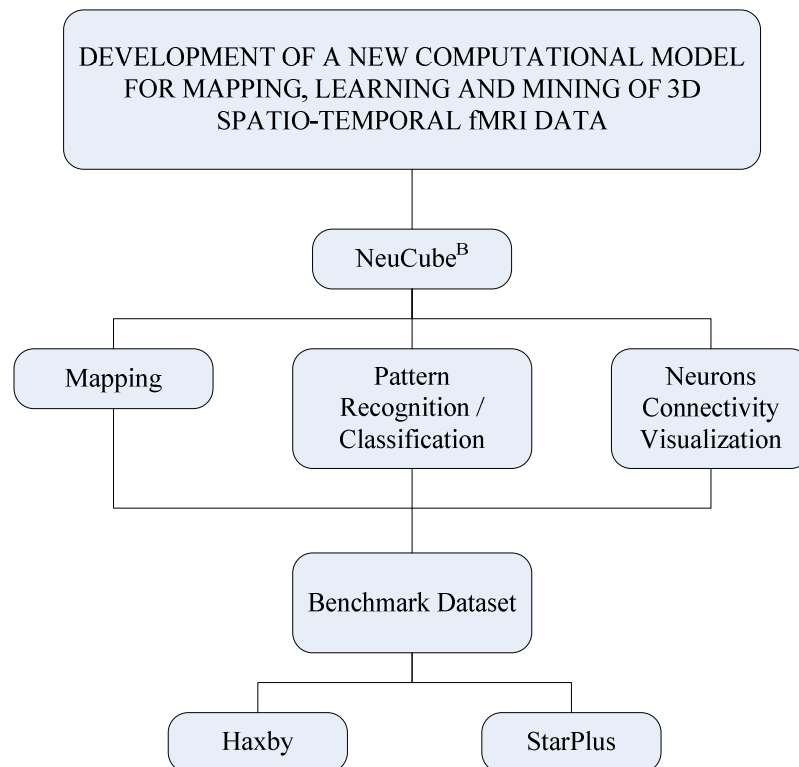 DEVELOPMENT OF A NEW COMPUTATIONAL MODEL
FOR MAPPING, LEARNING AND MINING OF 3D
SPATIO-TEMPORAL fMRI DATA
NeuCubeᴮ
Mapping
Pattern
Recognition /
Classification
Neurons
Connectivity
Visualization
Benchmark Dataset
Haxby
StarPlus